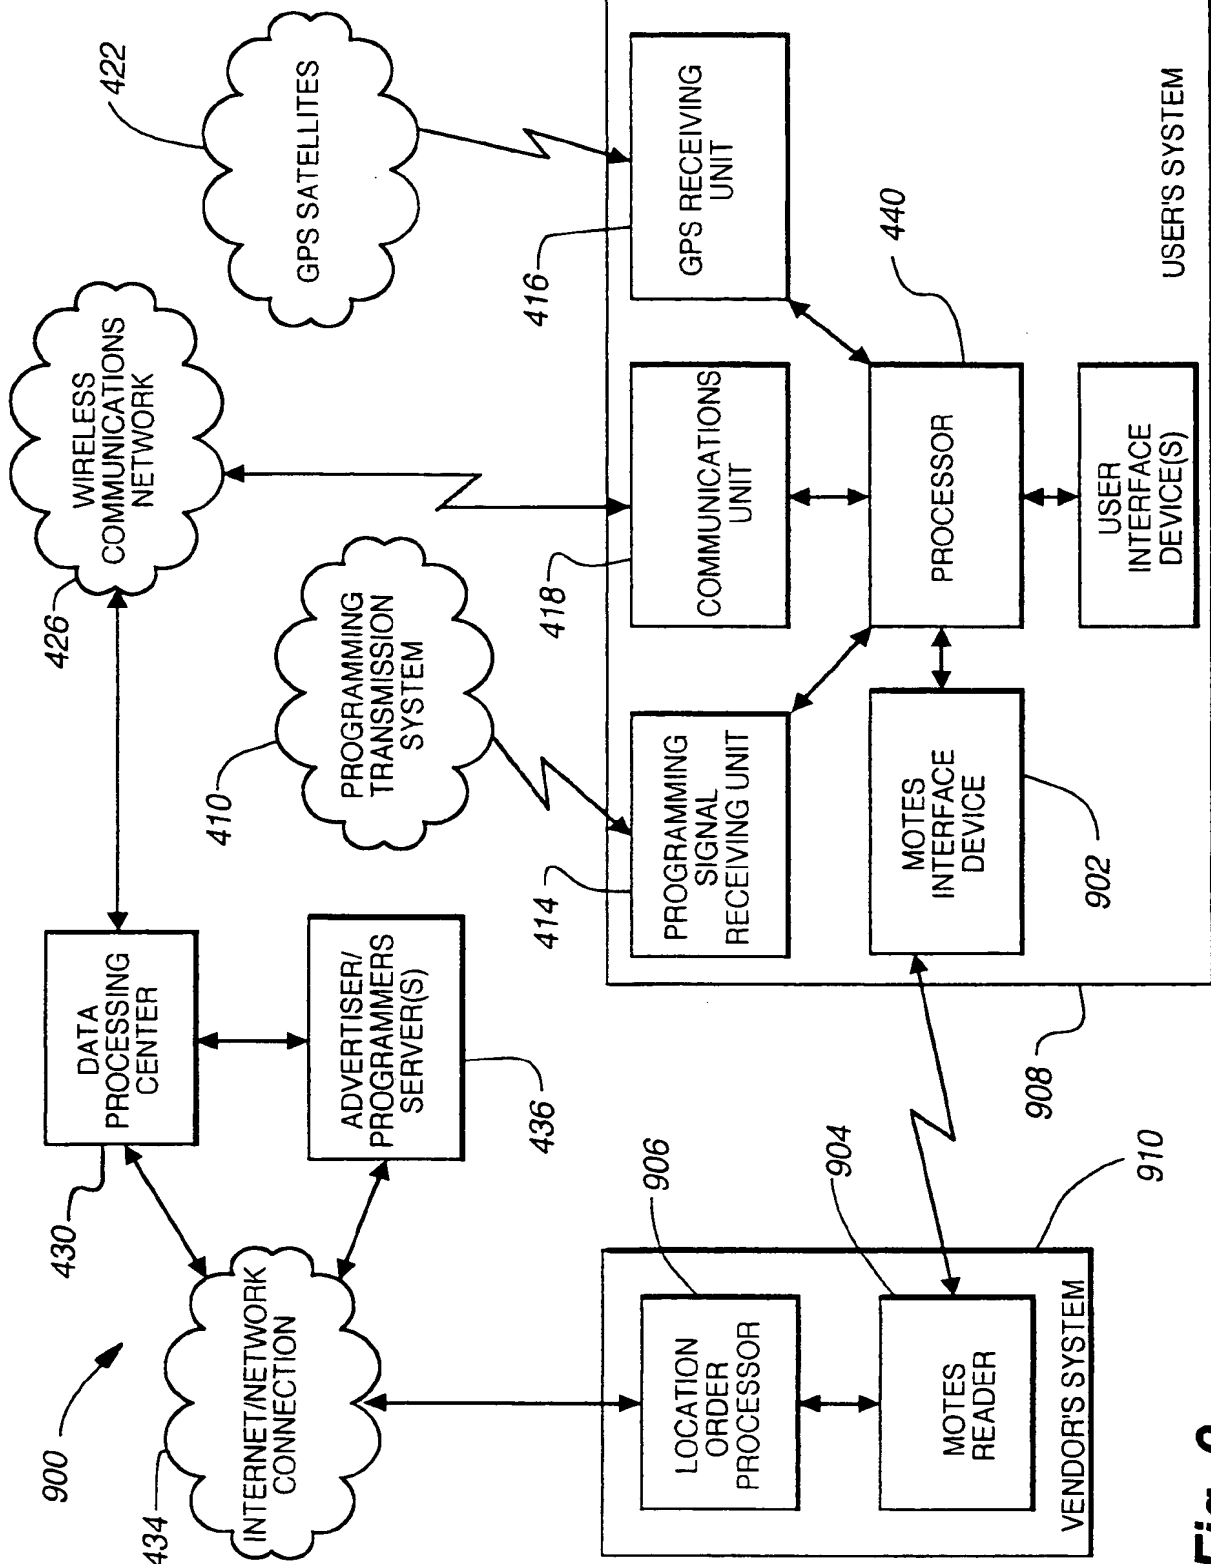 900
434
INTERNET/NETWORK
CONNECTION
430
DATA
PROCESSING
CENTER
ADVERTISER/
PROGRAMMERS
SERVER(S)
436
426
WIRELESS
COMMUNICATIONS
NETWORK
410
PROGRAMMING
TRANSMISSION
SYSTEM
422
GPS SATELLITES
906
LOCATION
ORDER
PROCESSOR
904
MOTES
READER
VENDOR'S SYSTEM
910
908
414
PROGRAMMING
SIGNAL
RECEIVING UNIT
418
COMMUNICATIONS
UNIT
416
GPS RECEIVING
UNIT
MOTES
INTERFACE
DEVICE
902
PROCESSOR
440
USER
INTERFACE
DEVICE(S)
USER'S SYSTEM
Fig.